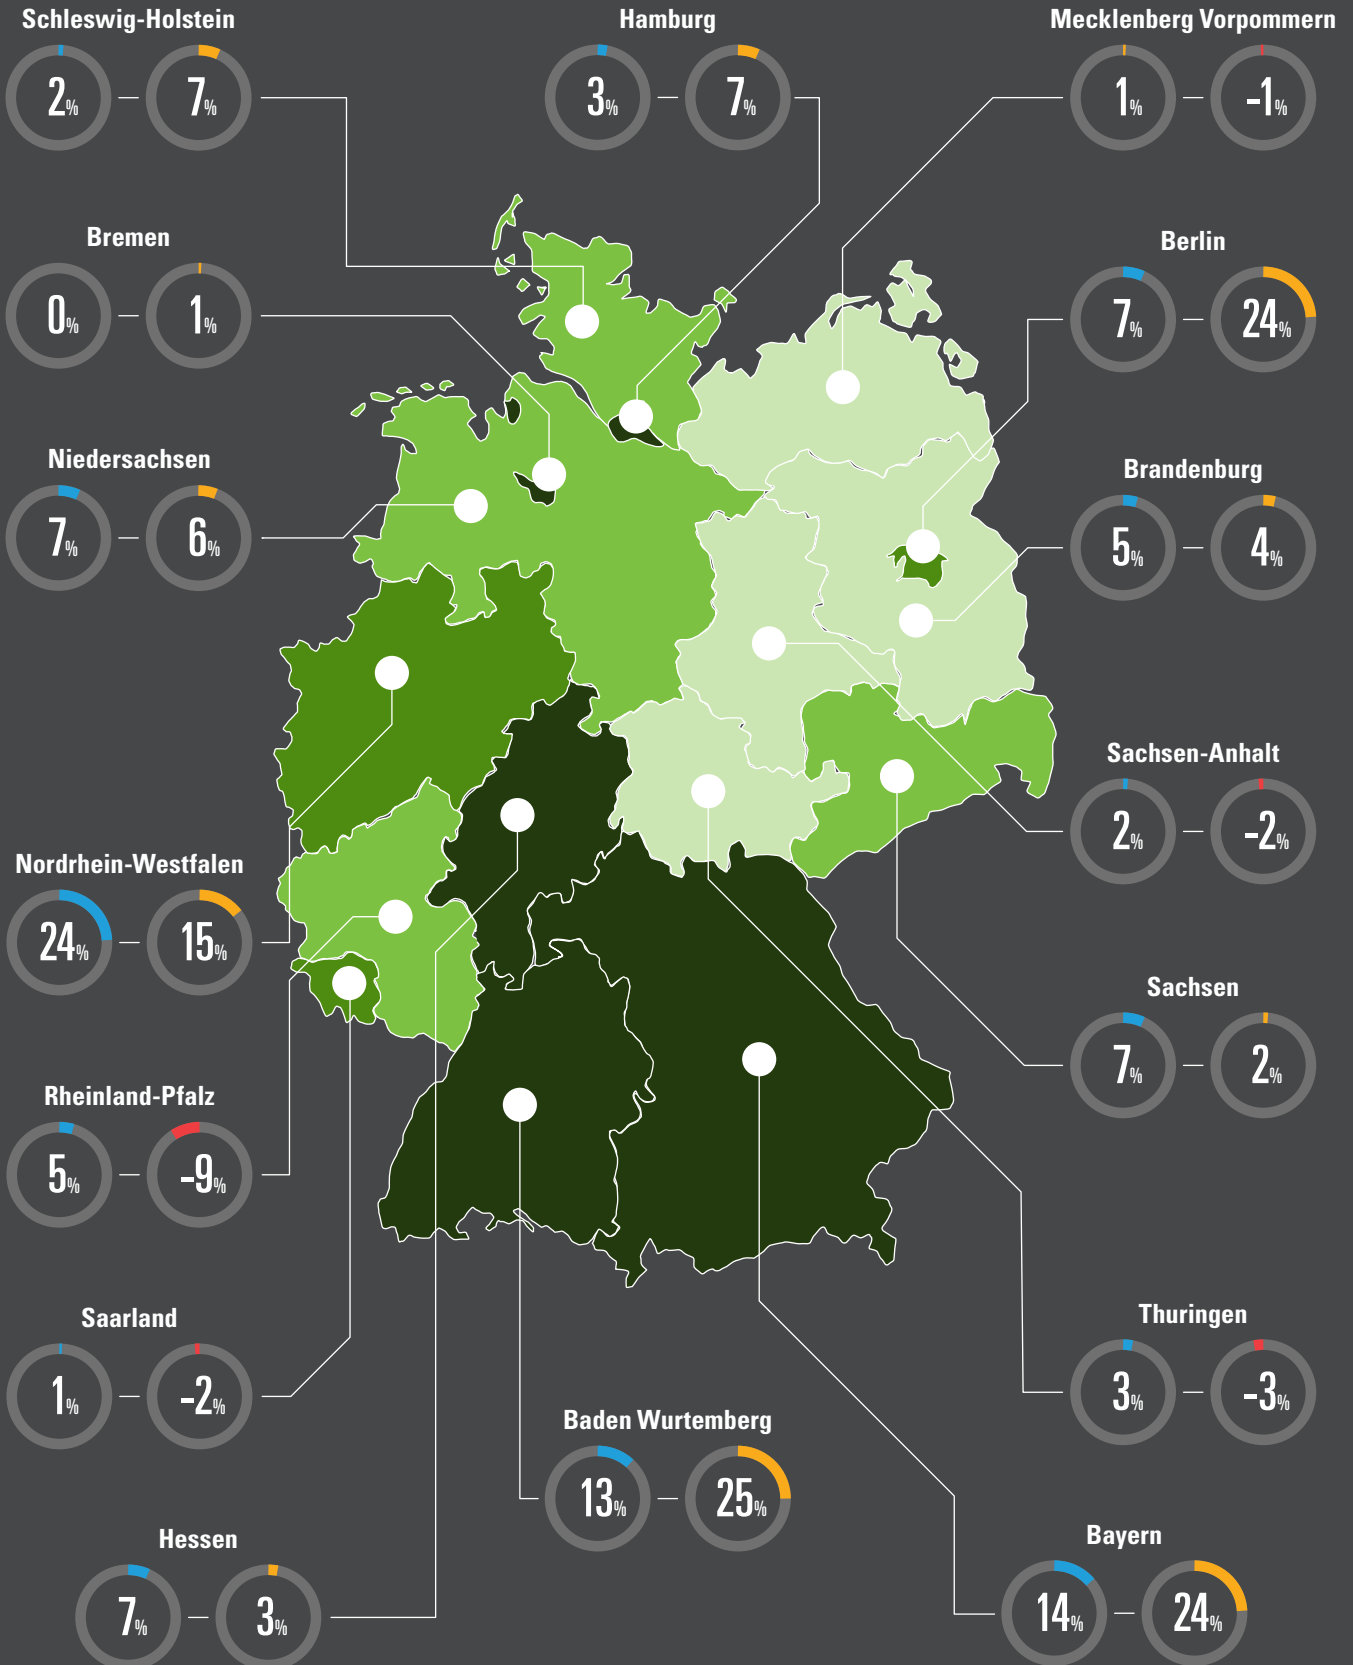 Schleswig-Holstein
2% 7%
Hamburg
3% 7%
Mecklenberg Vorpommern
1% -1%
Bremen
0% 1%
Berlin
7% 24%
Niedersachsen
7% 6%
Brandenburg
5% 4%
Sachsen-Anhalt
2% -2%
Nordrhein-Westfalen
24% 15%
Sachsen
7% 2%
Rheinland-Pfalz
5% -9%
Saarland
1% -2%
Thuringen
3% -3%
Baden Wurtemberg
13% 25%
Hessen
7% 3%
Bayern
14% 24%